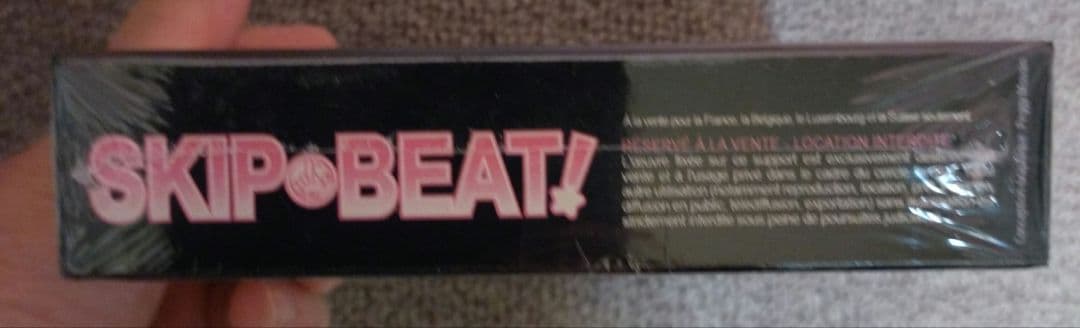 SKIP BEAT!
À la vente pour la France, la Belgique, le Luxembourg et la Suisse seulement.
RÉSERVÉ À LA VENTE - LOCATION INTERDITE
L'œuvre fixée sur ce support est exclusivement
vente et à l'usage privé dans le cadre du
autre utilisation (notamment reproduction, location
diffusion en public, télédiffusion, exportation)
strictement interdite sous peine de poursuites